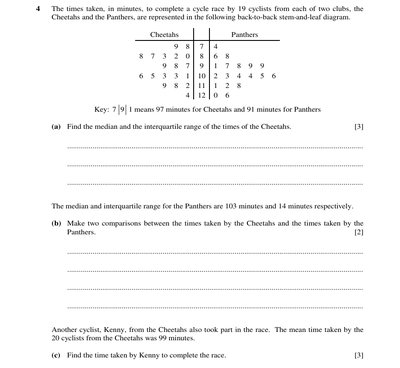 4 The times taken, in minutes, to complete a cycle race by 19 cyclists from each of two clubs, the
Cheetahs and the Panthers, are represented in the following back-to-back stem-and-leaf diagram.
Cheetahs Panthers
9 8 7 4
8 7 3 2 0 8 6 8
9 8 7 9 1 7 8 9 9
6 5 3 3 1 10 2 3 4 4 5 6
9 8 2 11 1 2 8
4 12 0 6
Key: 7 |9| 1 means 97 minutes for Cheetahs and 91 minutes for Panthers
(a) Find the median and the interquartile range of the times of the Cheetahs. [3]
The median and interquartile range for the Panthers are 103 minutes and 14 minutes respectively.
(b) Make two comparisons between the times taken by the Cheetahs and the times taken by the
Panthers. [2]
Another cyclist, Kenny, from the Cheetahs also took part in the race. The mean time taken by the
20 cyclists from the Cheetahs was 99 minutes.
(c) Find the time taken by Kenny to complete the race. [3]